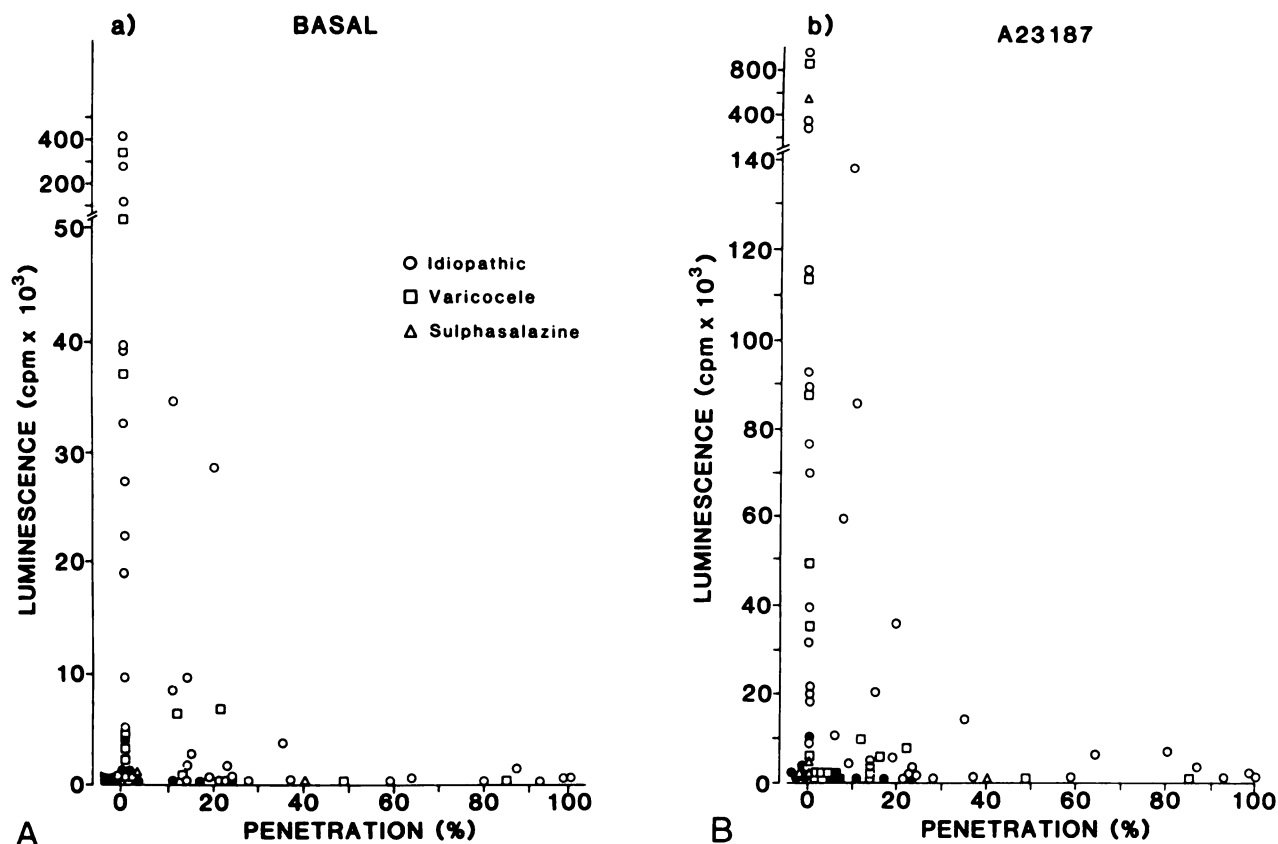 a) BASAL
400
200
50
40
30
20
10
0
LUMINESCENCE (cpm x 10³)
Idiopathic
Varicocele
Sulphasalazine
0 20 40 60 80 100
PENETRATION (%)
A
b) A23187
800
400
140
120
100
80
60
40
20
0
LUMINESCENCE (cpm x 10³)
0 20 40 60 80 100
PENETRATION (%)
B